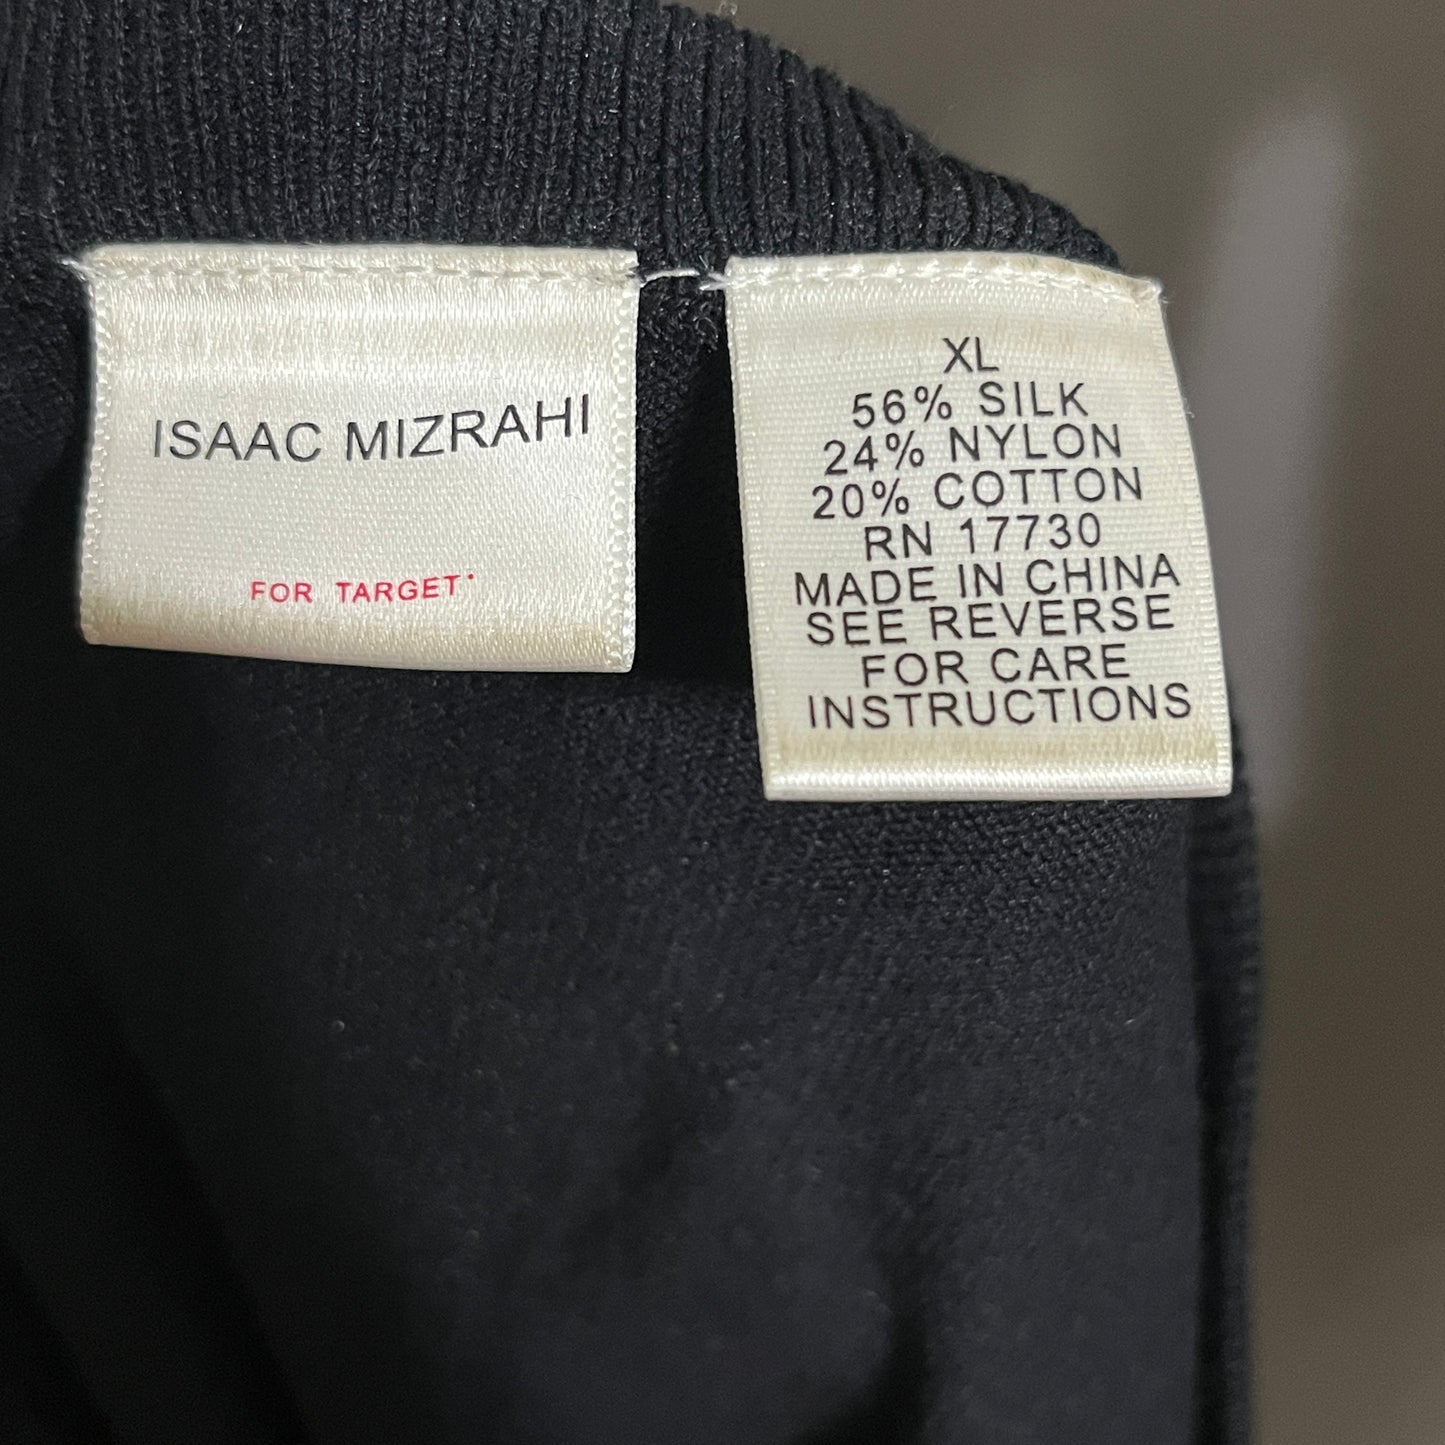 ISAAC MIZRAHI
FOR TARGET
XL
56% SILK
24% NYLON
20% COTTON
RN 17730
MADE IN CHINA
SEE REVERSE
FOR CARE
INSTRUCTIONS